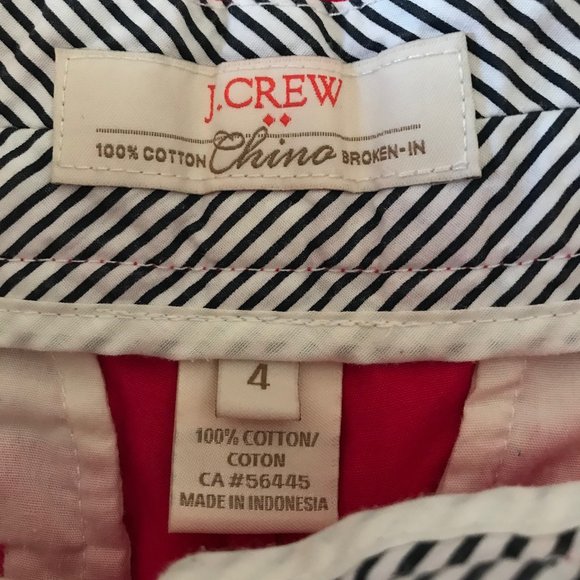 J.CREW
100% COTTON Chino BROKEN-IN
4
100% COTTON/
COTON
CA #56445
MADE IN INDONESIA